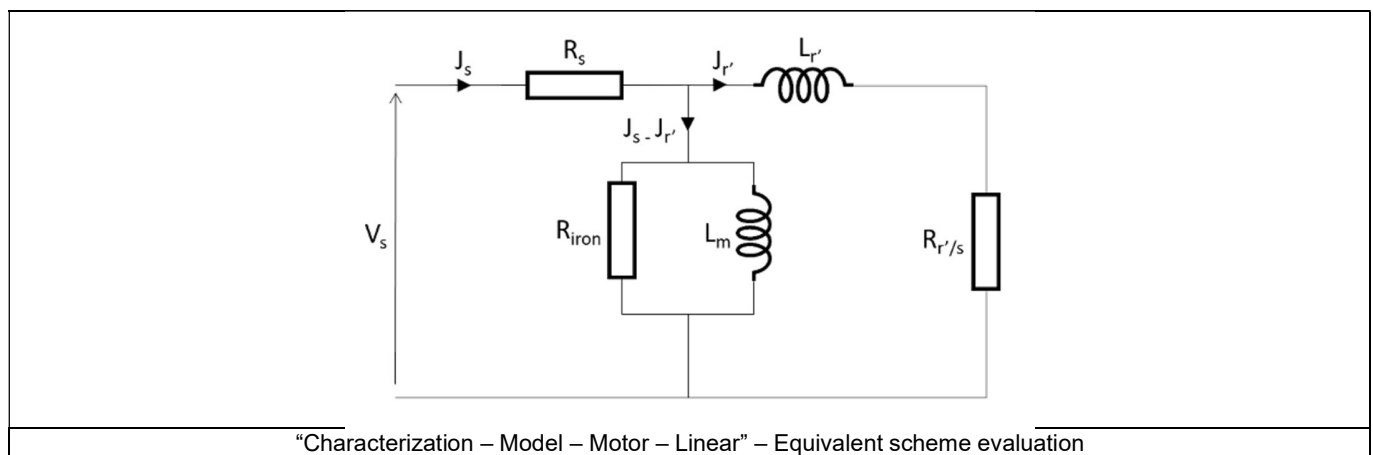 J_s R_s J_r' L_r'
J_s - J_r'
V_s R_iron L_m R_r'/s
“Characterization – Model – Motor – Linear” – Equivalent scheme evaluation